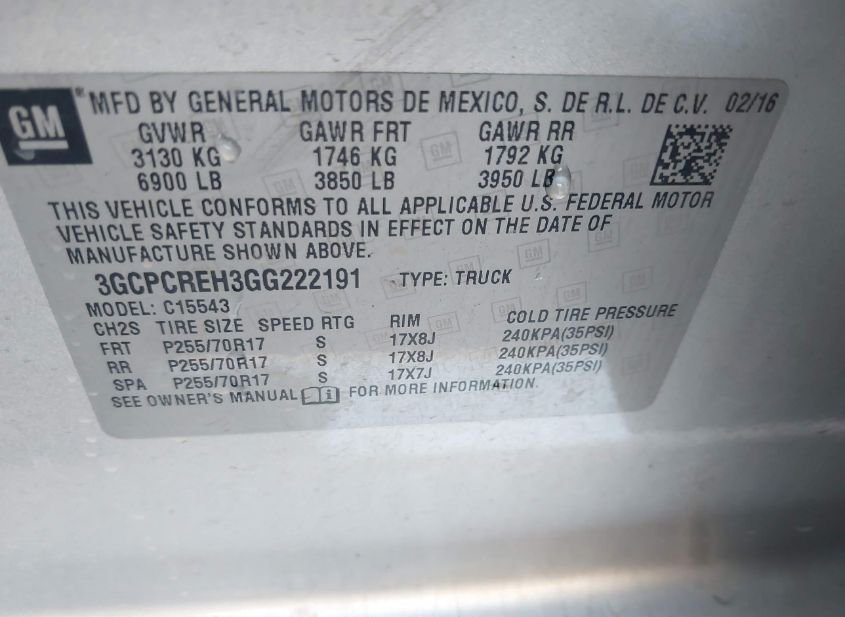 GM ® MFD BY GENERAL MOTORS DE MEXICO, S. DE R.L. DE C.V. 02/16
GVWR GAWR FRT GAWR RR
3130 KG 1746 KG 1792 KG
6900 LB 3850 LB 3950 LB
THIS VEHICLE CONFORMS TO ALL APPLICABLE U.S. FEDERAL MOTOR
VEHICLE SAFETY STANDARDS IN EFFECT ON THE DATE OF
MANUFACTURE SHOWN ABOVE.
3GCPCREH3GG222191 TYPE: TRUCK
MODEL: C15543
CH2S TIRE SIZE SPEED RTG RIM COLD TIRE PRESSURE
FRT P255/70R17 S 17X8J 240KPA(35PSI)
RR P255/70R17 S 17X8J 240KPA(35PSI)
SPA P255/70R17 S 17X7J 240KPA(35PSI)
SEE OWNER'S MANUAL i FOR MORE INFORMATION.